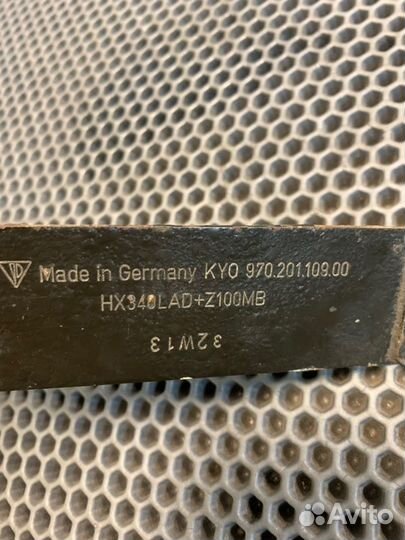 Made in Germany KYO 970.201.109.00
HX340LAD+Z100MB
32W13
Avito